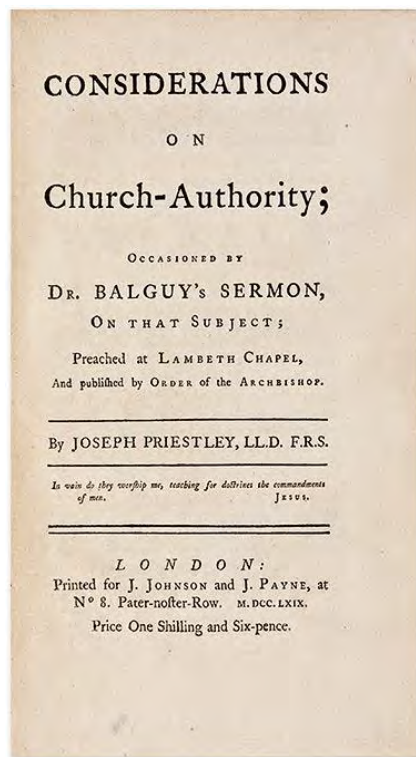 CONSIDERATIONS
ON
Church-Authority;
OCCASIONED BY
DR. BALGUY's SERMON,
ON THAT SUBJECT;
Preached at LAMBETH CHAPEL,
And publiſhed by ORDER of the ARCHBISHOP.
By JOSEPH PRIESTLEY, LL.D. F.R.S.
In vain do they worſhip me, teaching for doctrines the commandments
of men. JESUS.
LONDON:
Printed for J. JOHNSON and J. PAYNE, at
Nº 8. Pater-noſter-Row. M.DCC.LXIX.
Price One Shilling and Six-pence.